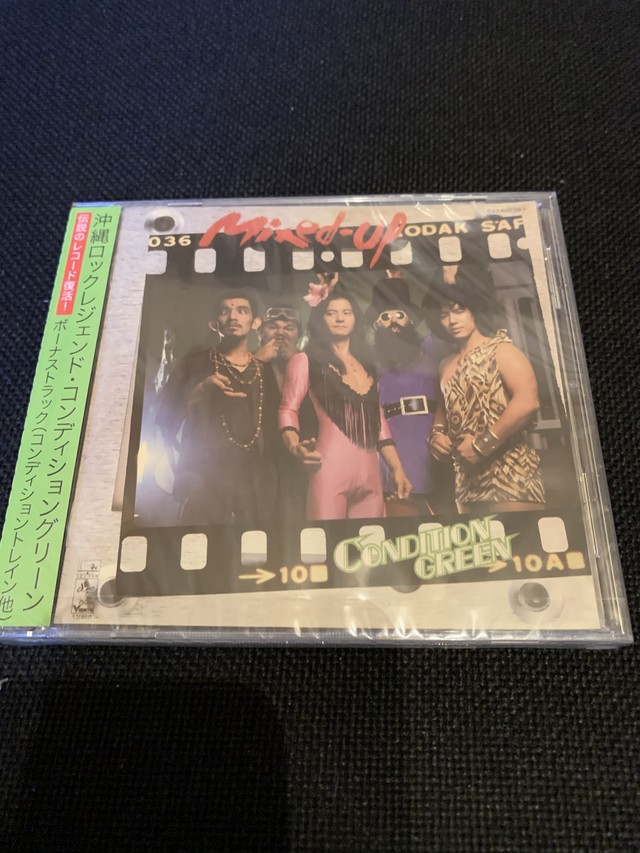 沖縄ロックレジェンド・コンディショングリーン
伝説のレコード復活！
ボーナストラック(コンディショントレイン他)
036
Mixed-Up
ODAK SAF
→10
CONDITION
GREEN
→10A